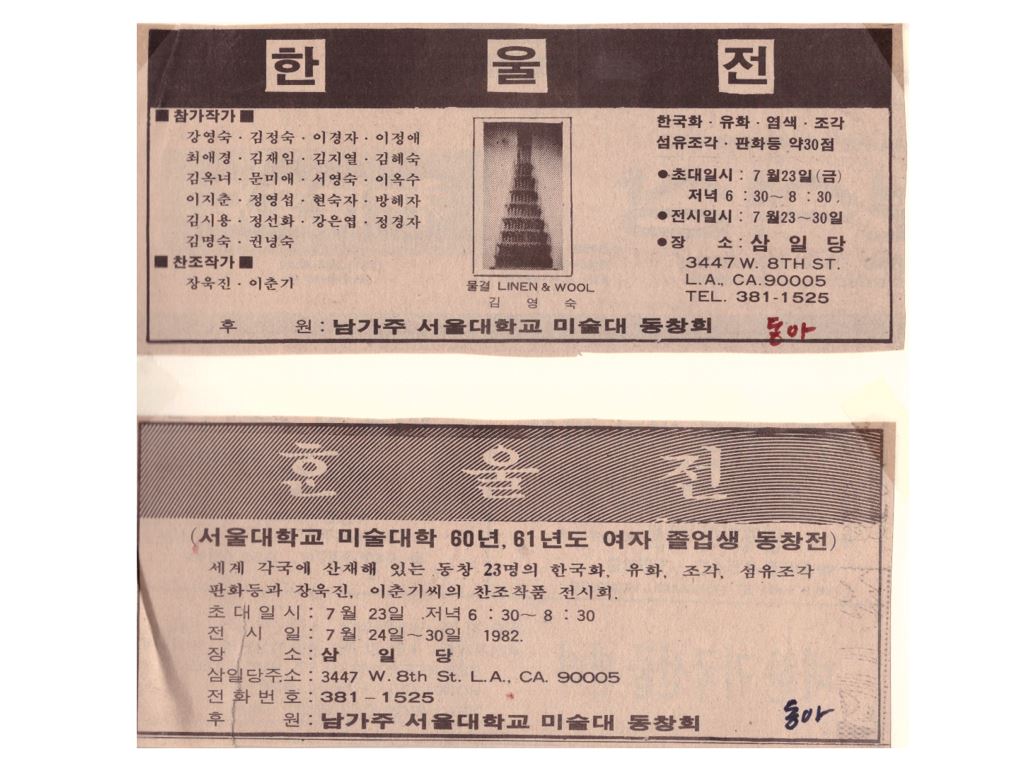 한 울 전
■ 참가작가 ■
강영숙 · 김정숙 · 이경자 · 이정애
최애경 · 김재임 · 김지열 · 김혜숙
김옥녀 · 문미애 · 서영숙 · 이옥수
이지춘 · 정영섭 · 현숙자 · 방혜자
김시용 · 정선화 · 강은엽 · 정경자
김명숙 · 권녕숙
■ 찬조작가 ■
장욱진 · 이춘기
물결 LINEN & WOOL
김 영 숙
한국화 · 유화 · 염색 · 조각
섬유조각 · 판화등 약30점
●초대일시 : 7월23일(금)
저녁 6 : 30~ 8 : 30.
●전시일시 : 7월23~30일
●장 소 : 삼 일 당
3447 W. 8TH ST.
L.A., CA. 90005
TEL. 381-1525
후 원 : 남가주 서울대학교 미술대 동창회
동아
한 울 전
(서울대학교 미술대학 60년, 61년도 여자 졸업생 동창전)
세계 각국에 산재해 있는 동창 23명의 한국화, 유화, 조각, 섬유조각
판화등과 장욱진, 이춘기씨의 찬조작품 전시회.
초대일시 : 7월 23일 저녁 6 : 30~ 8 : 30
전 시 일 : 7월 24일~30일 1982.
장 소 : 삼 일 당
삼일당주소 : 3447 W. 8th St. L.A., CA. 90005
전화번호 : 381-1525
후 원 : 남가주 서울대학교 미술대 동창회
동아